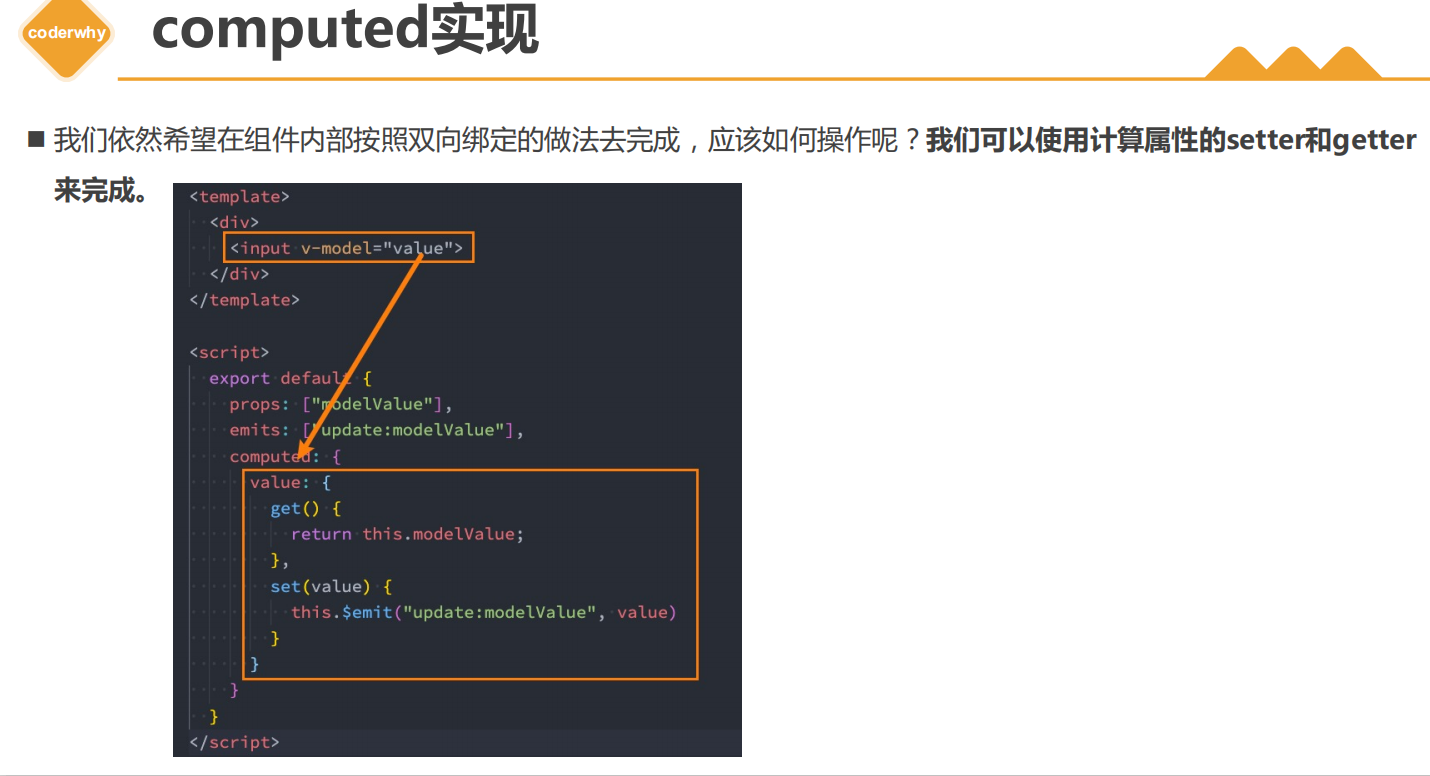 coderwhy
computed实现
我们依然希望在组件内部按照双向绑定的做法去完成，应该如何操作呢？我们可以使用计算属性的setter和getter
来完成。
<template>
  <div>
    <input v-model="value">
  </div>
</template>
<script>
  export default {
    props: ["modelValue"],
    emits: ["update:modelValue"],
    computed: {
      value: {
        get() {
          return this.modelValue;
        },
        set(value) {
          this.$emit("update:modelValue", value)
        }
      }
    }
  }
</script>